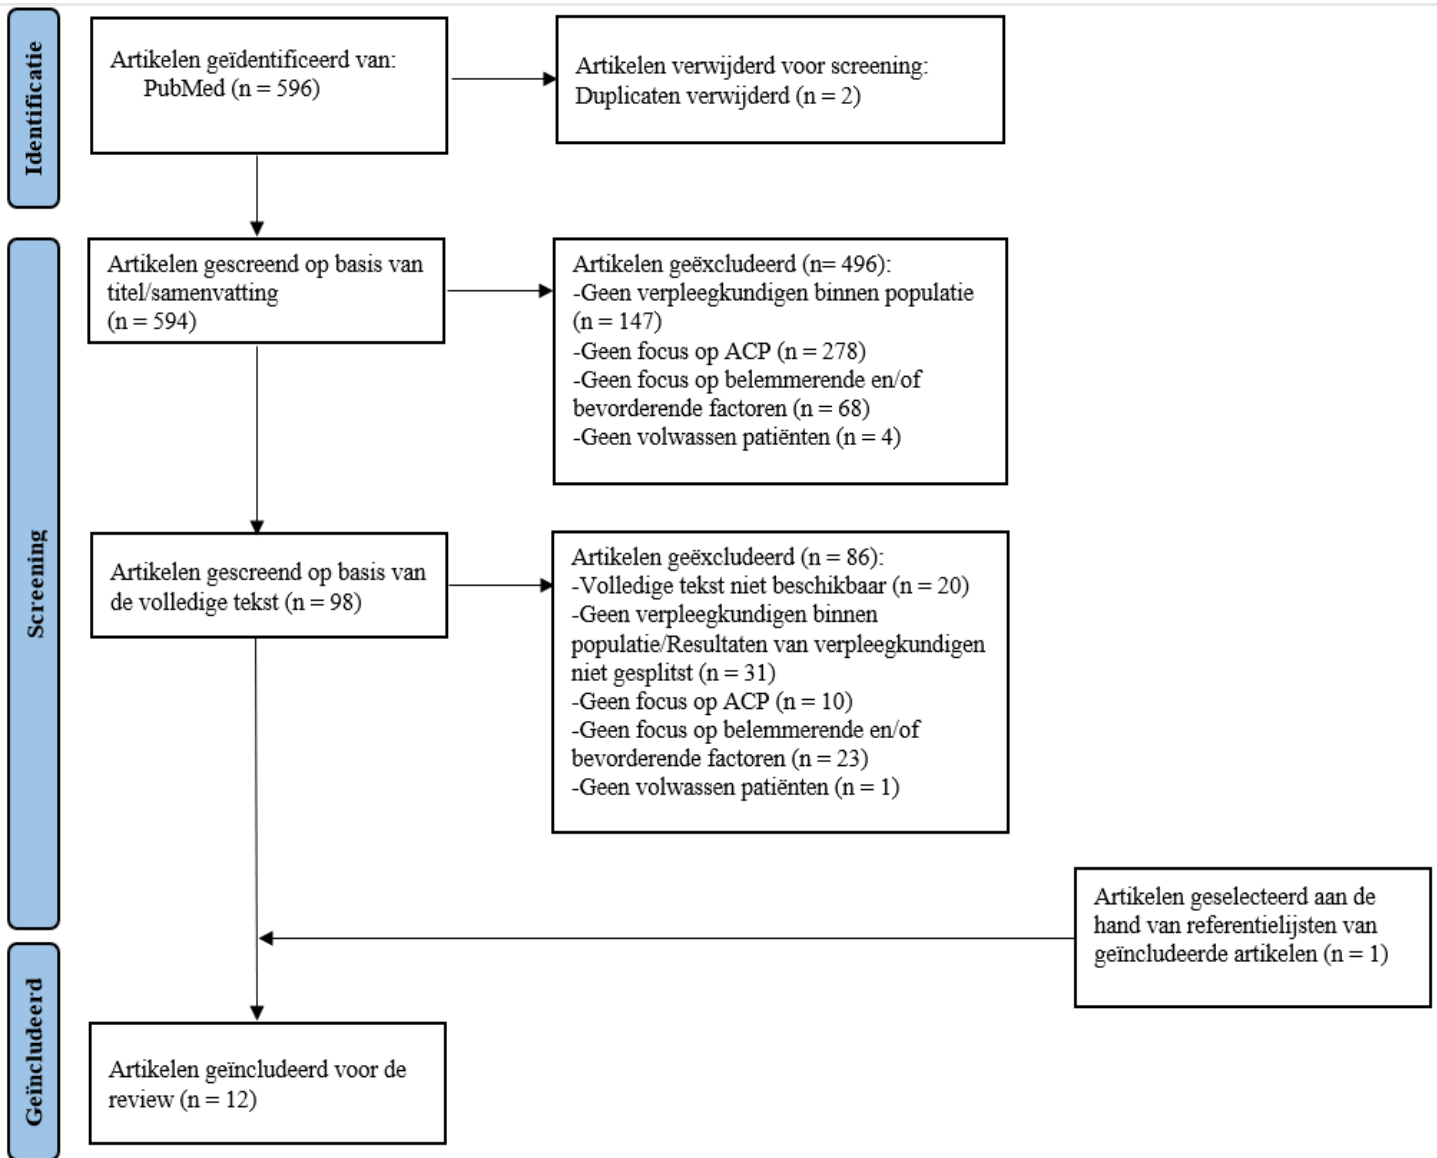 Identificatie
Artikelen geïdentificeerd van:
PubMed (n = 596)
Artikelen verwijderd voor screening:
Duplicaten verwijderd (n = 2)
Screening
Artikelen gescreend op basis van
titel/samenvatting
(n = 594)
Artikelen geëxcludeerd (n= 496):
-Geen verpleegkundigen binnen populatie
(n = 147)
-Geen focus op ACP (n = 278)
-Geen focus op belemmerende en/of
bevorderende factoren (n = 68)
-Geen volwassen patiënten (n = 4)
Artikelen gescreend op basis van
de volledige tekst (n = 98)
Artikelen geëxcludeerd (n = 86):
-Volledige tekst niet beschikbaar (n = 20)
-Geen verpleegkundigen binnen
populatie/Resultaten van verpleegkundigen
niet gesplitst (n = 31)
-Geen focus op ACP (n = 10)
-Geen focus op belemmerende en/of
bevorderende factoren (n = 23)
-Geen volwassen patiënten (n = 1)
Artikelen geselecteerd aan de
hand van referentielijsten van
geïncludeerde artikelen (n = 1)
Geïncludeerd
Artikelen geïncludeerd voor de
review (n = 12)